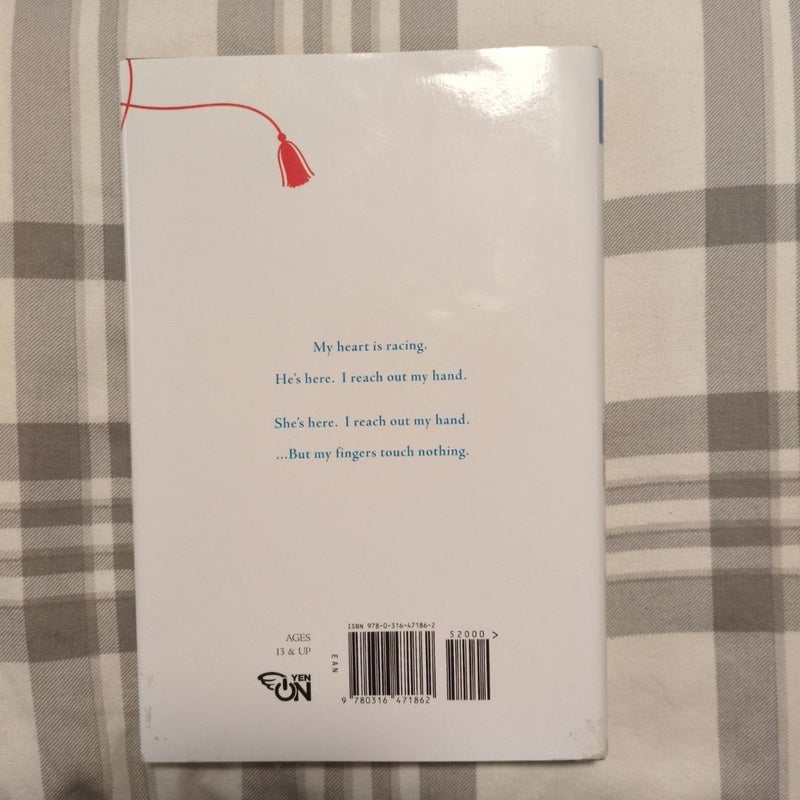 My heart is racing.
He's here. I reach out my hand.
She's here. I reach out my hand.
...But my fingers touch nothing.
AGES
13 & UP
YEN
ON
EAN
ISBN 978-0-316-47186-2
52000 >
9 780316 471862